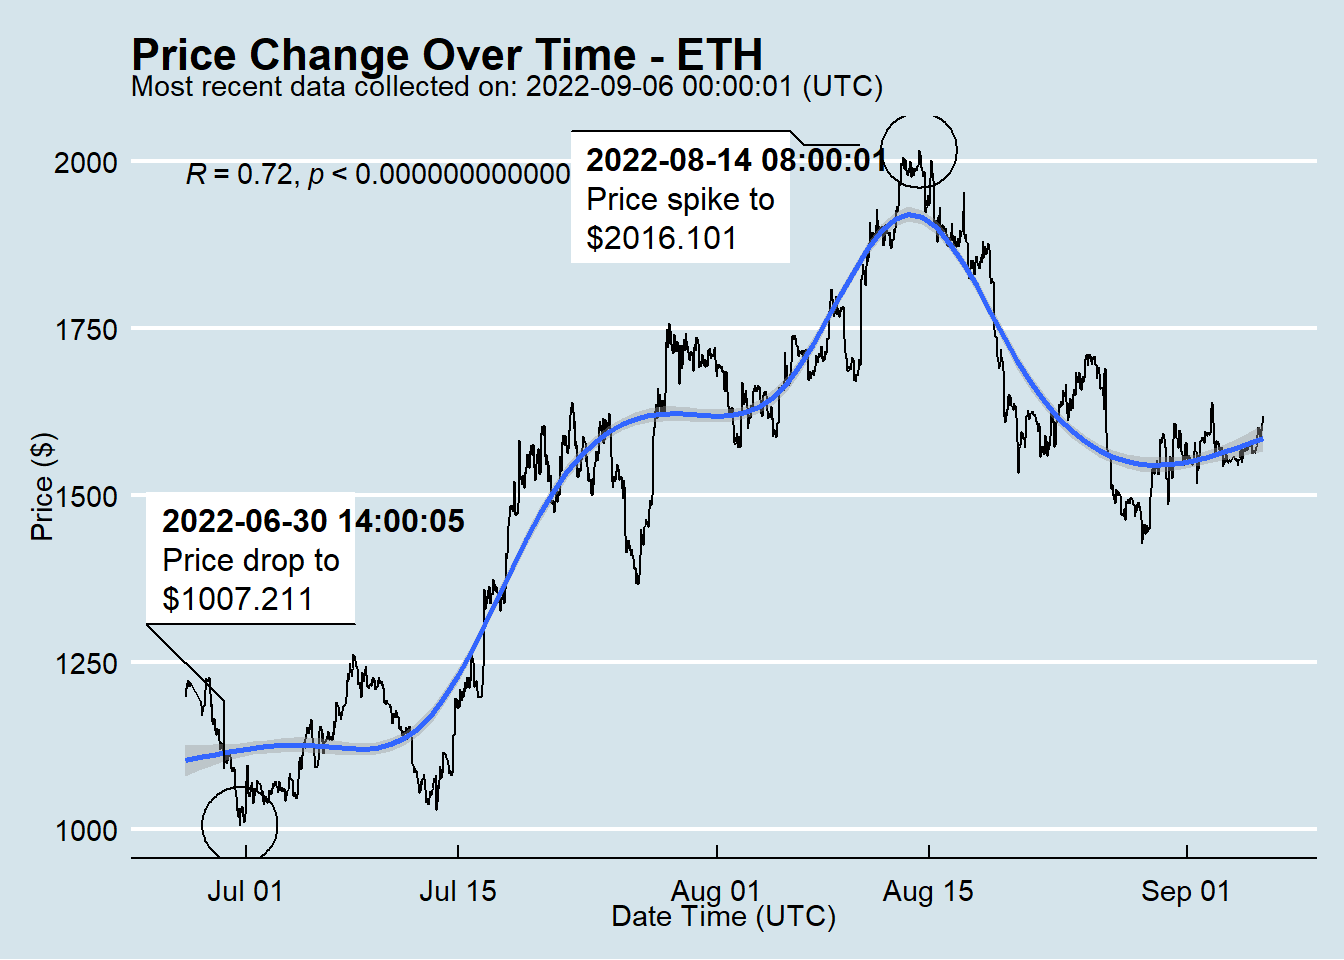 Price Change Over Time - ETH
Most recent data collected on: 2022-09-06 00:00:01 (UTC)
R = 0.72, p < 0.000000000000
2022-08-14 08:00:01
Price spike to
$2016.101
2022-06-30 14:00:05
Price drop to
$1007.211
Price ($)
2000
1750
1500
1250
1000
Jul 01
Jul 15
Aug 01
Aug 15
Sep 01
Date Time (UTC)